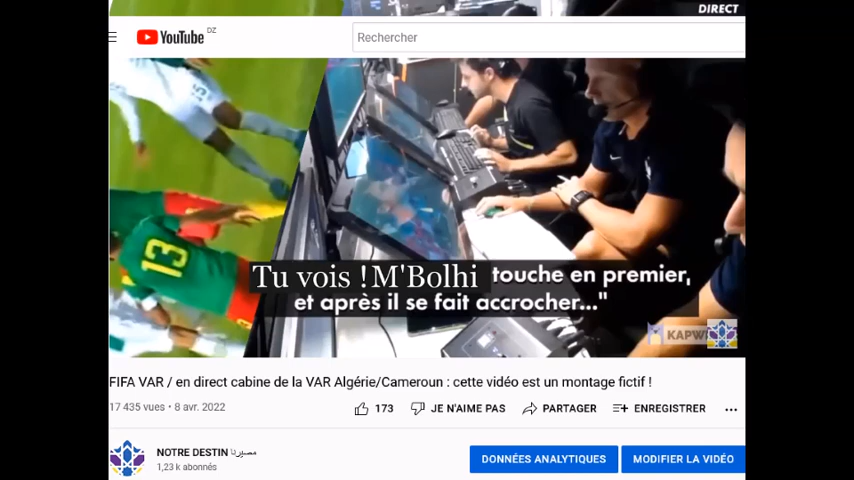 DIRECT
YouTube DZ
Rechercher
15
13
Tu vois ! M'Bolhi touche en premier,
et après il se fait accrocher..."
KAPWI
FIFA VAR / en direct cabine de la VAR Algérie/Cameroun : cette vidéo est un montage fictif !
17 435 vues • 8 avr. 2022
173
JE N'AIME PAS
PARTAGER
ENREGISTRER
NOTRE DESTIN مصيرنا
1,23 k abonnés
DONNÉES ANALYTIQUES
MODIFIER LA VIDÉO